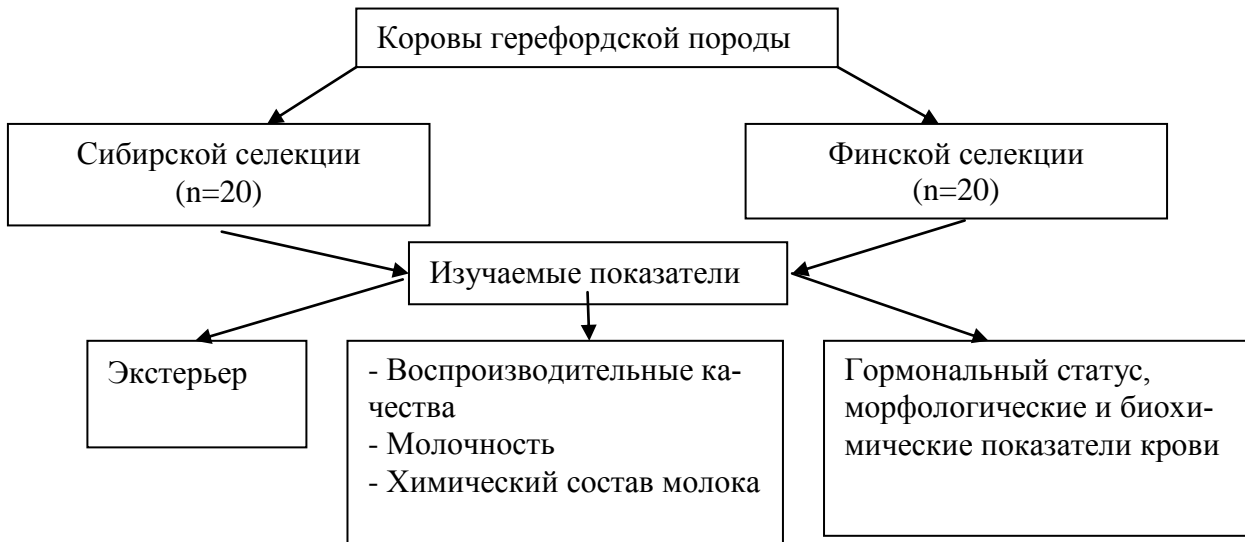 Коровы герефордской породы
Сибирской селекции
(n=20)
Финской селекции
(n=20)
Изучаемые показатели
Экстерьер
- Воспроизводительные ка-
чества
- Молочность
- Химический состав молока
Гормональный статус,
морфологические и биохи-
мические показатели крови